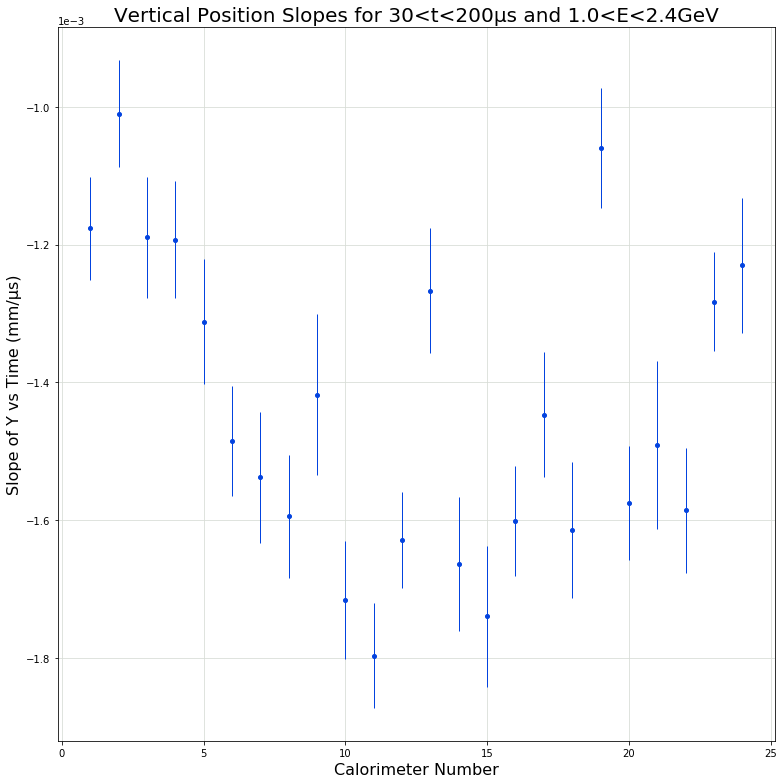 Vertical Position Slopes for 30<t<200μs and 1.0<E<2.4GeV
1e−3
−1.0
−1.2
−1.4
−1.6
−1.8
Slope of Y vs Time (mm/μs)
0 5 10 15 20 25
Calorimeter Number